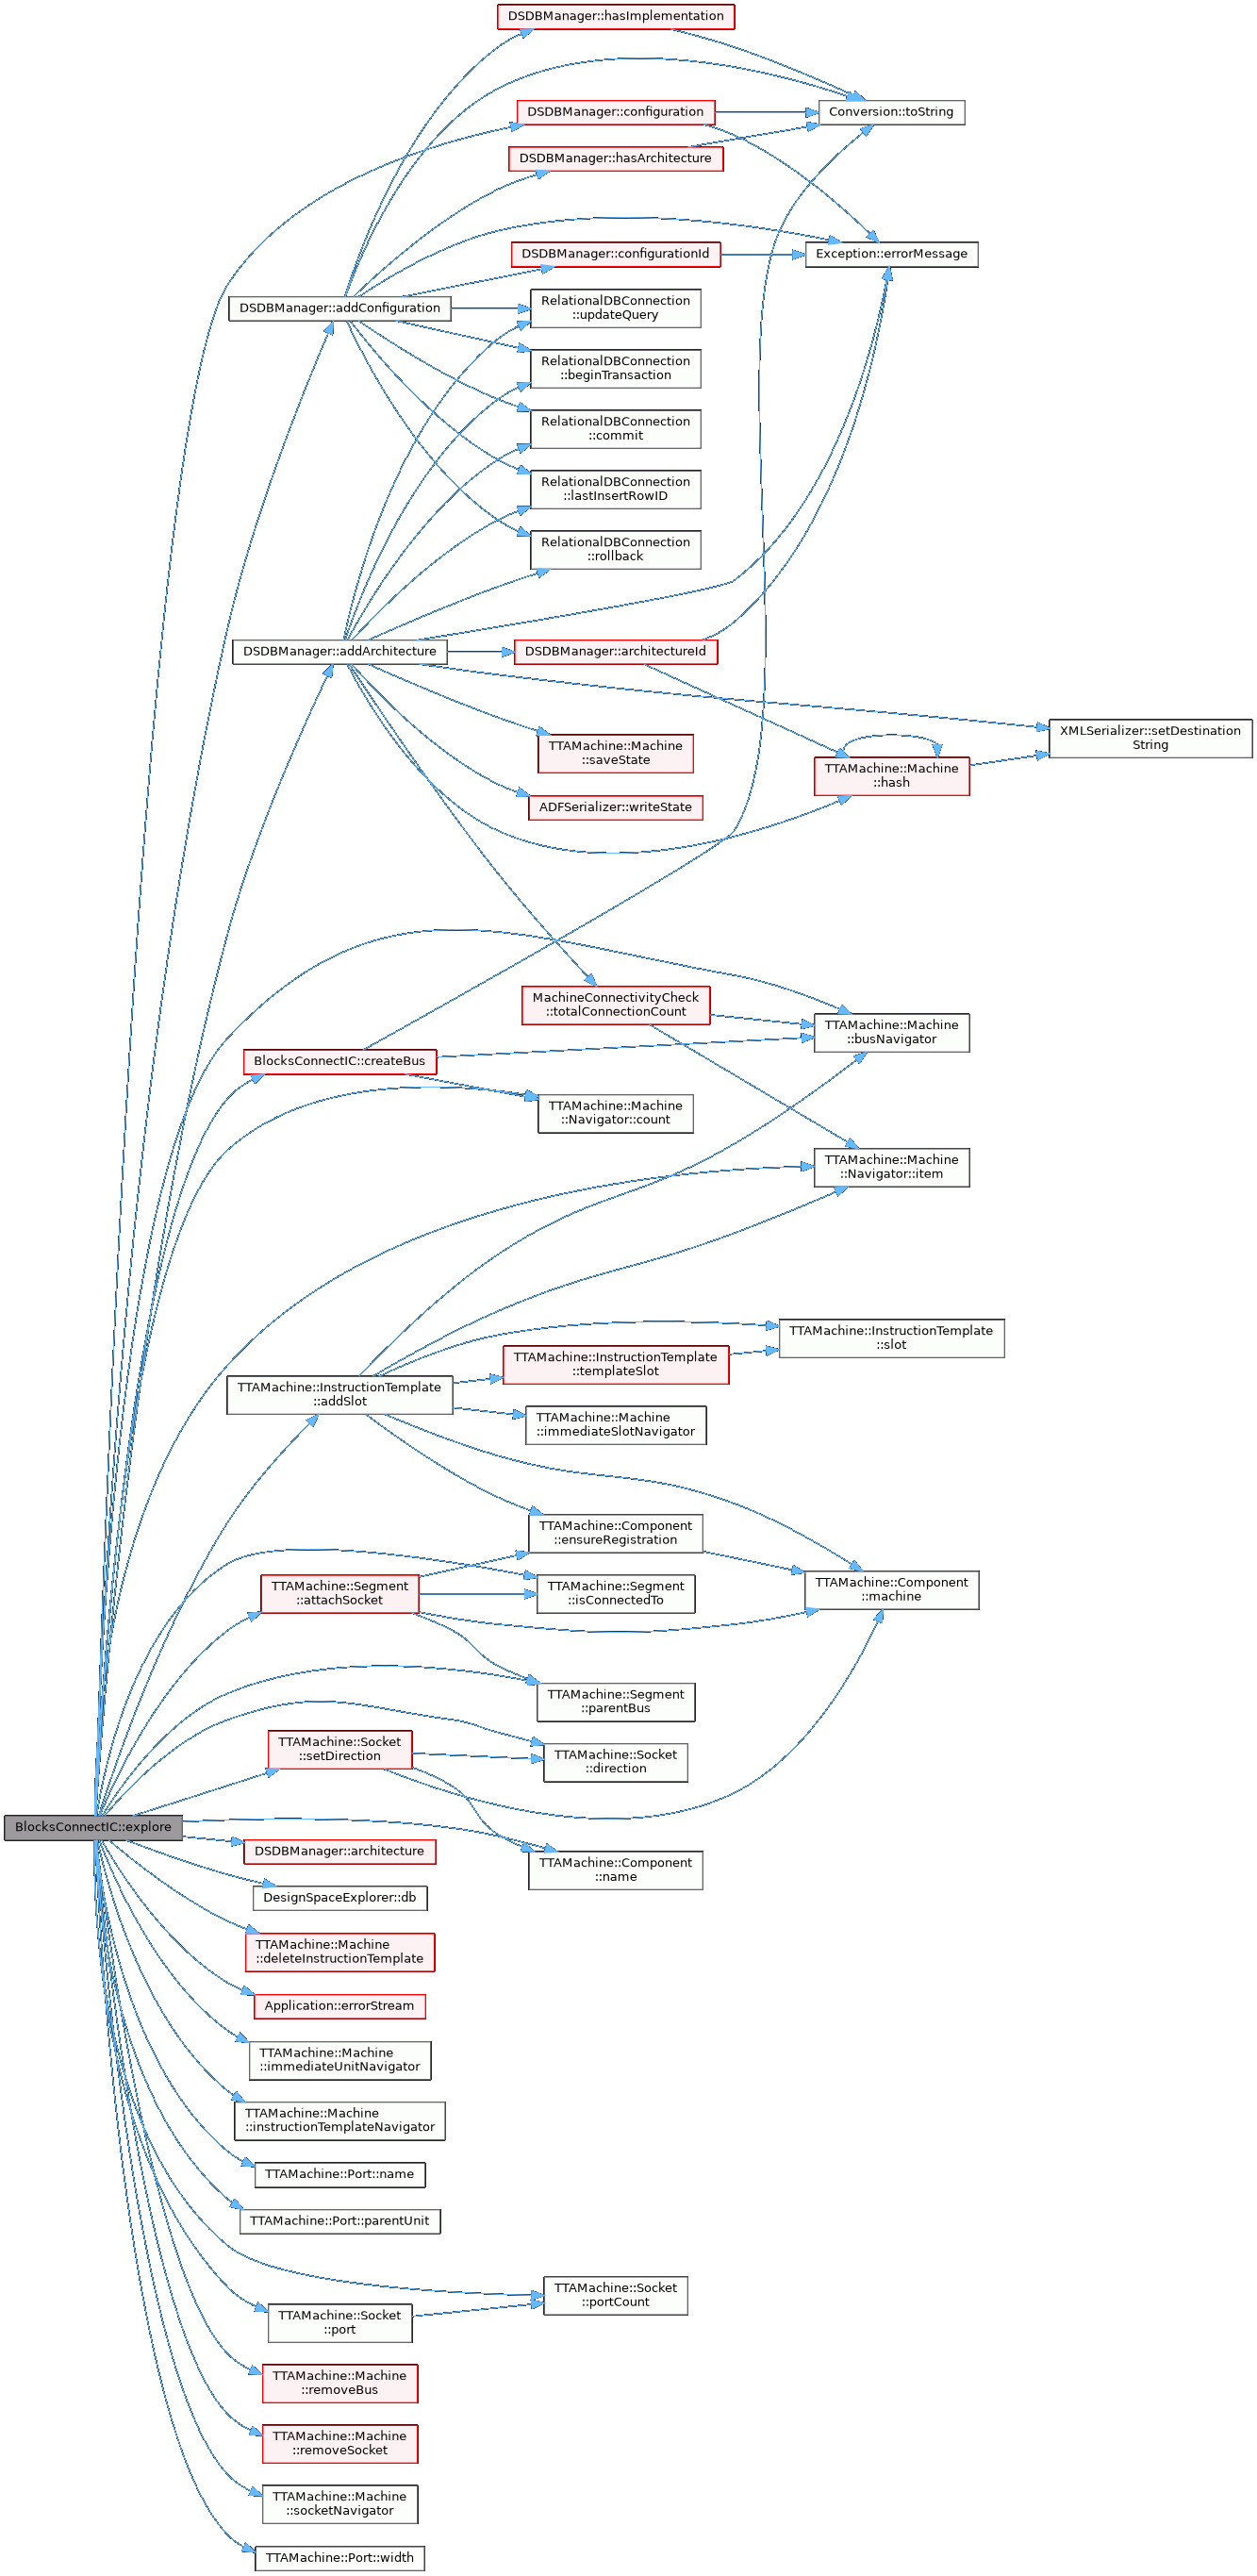 DSDBManager::hasImplementation
DSDBManager::configuration
Conversion::toString
DSDBManager::hasArchitecture
DSDBManager::configurationId
Exception::errorMessage
DSDBManager::addConfiguration
RelationalDBConnection
::updateQuery
RelationalDBConnection
::beginTransaction
RelationalDBConnection
::commit
RelationalDBConnection
::lastInsertRowID
RelationalDBConnection
::rollback
DSDBManager::addArchitecture
DSDBManager::architectureId
XMLSerializer::setDestination
String
TTAMachine::Machine
::saveState
TTAMachine::Machine
::hash
ADFSerializer::writeState
MachineConnectivityCheck
::totalConnectionCount
TTAMachine::Machine
::busNavigator
BlocksConnectIC::createBus
TTAMachine::Machine
::Navigator::count
TTAMachine::Machine
::Navigator::item
TTAMachine::InstructionTemplate
::slot
TTAMachine::InstructionTemplate
::templateSlot
TTAMachine::InstructionTemplate
::addSlot
TTAMachine::Machine
::immediateSlotNavigator
TTAMachine::Component
::ensureRegistration
TTAMachine::Segment
::attachSocket
TTAMachine::Segment
::isConnectedTo
TTAMachine::Component
::machine
TTAMachine::Segment
::parentBus
TTAMachine::Socket
::setDirection
TTAMachine::Socket
::direction
BlocksConnectIC::explore
DSDBManager::architecture
TTAMachine::Component
::name
DesignSpaceExplorer::db
TTAMachine::Machine
::deleteInstructionTemplate
Application::errorStream
TTAMachine::Machine
::immediateUnitNavigator
TTAMachine::Machine
::instructionTemplateNavigator
TTAMachine::Port::name
TTAMachine::Port::parentUnit
TTAMachine::Socket
::portCount
TTAMachine::Socket
::port
TTAMachine::Machine
::removeBus
TTAMachine::Machine
::removeSocket
TTAMachine::Machine
::socketNavigator
TTAMachine::Port::width